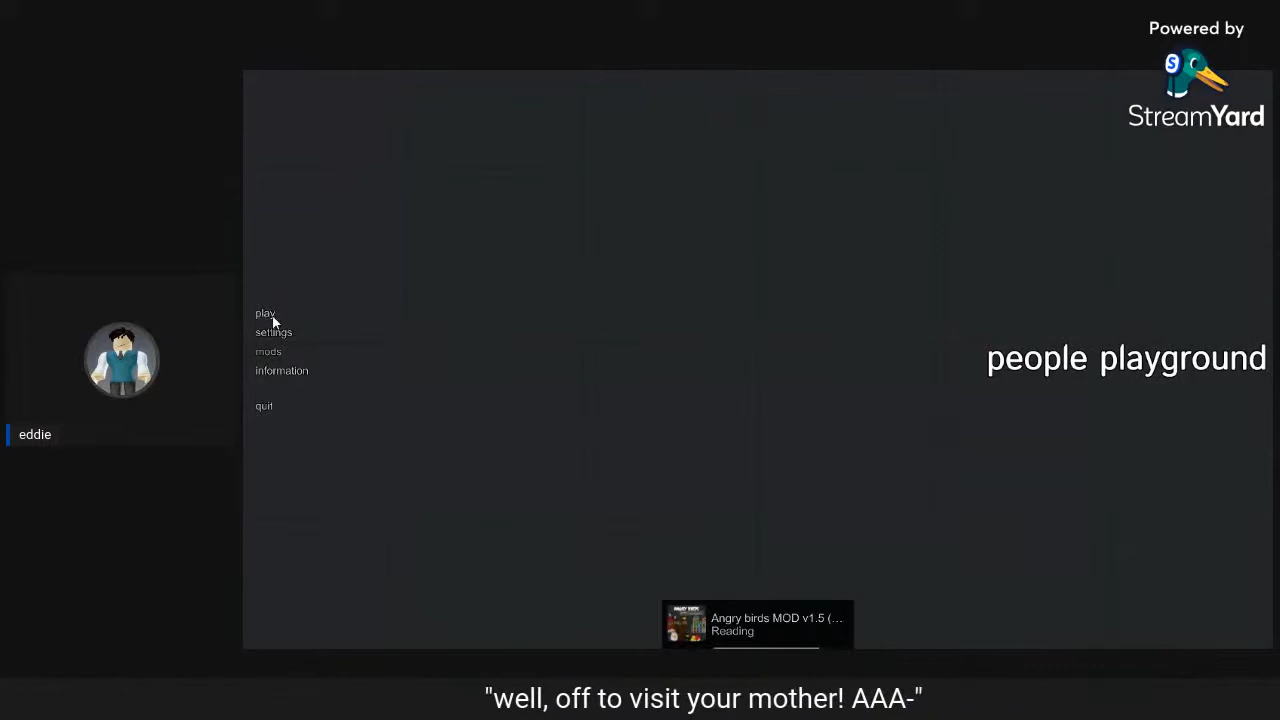 Powered by
StreamYard
play
settings
mods
information
quit
people playground
eddie
Angry birds MOD v1.5 (...
Reading
"well, off to visit your mother! AAA-"